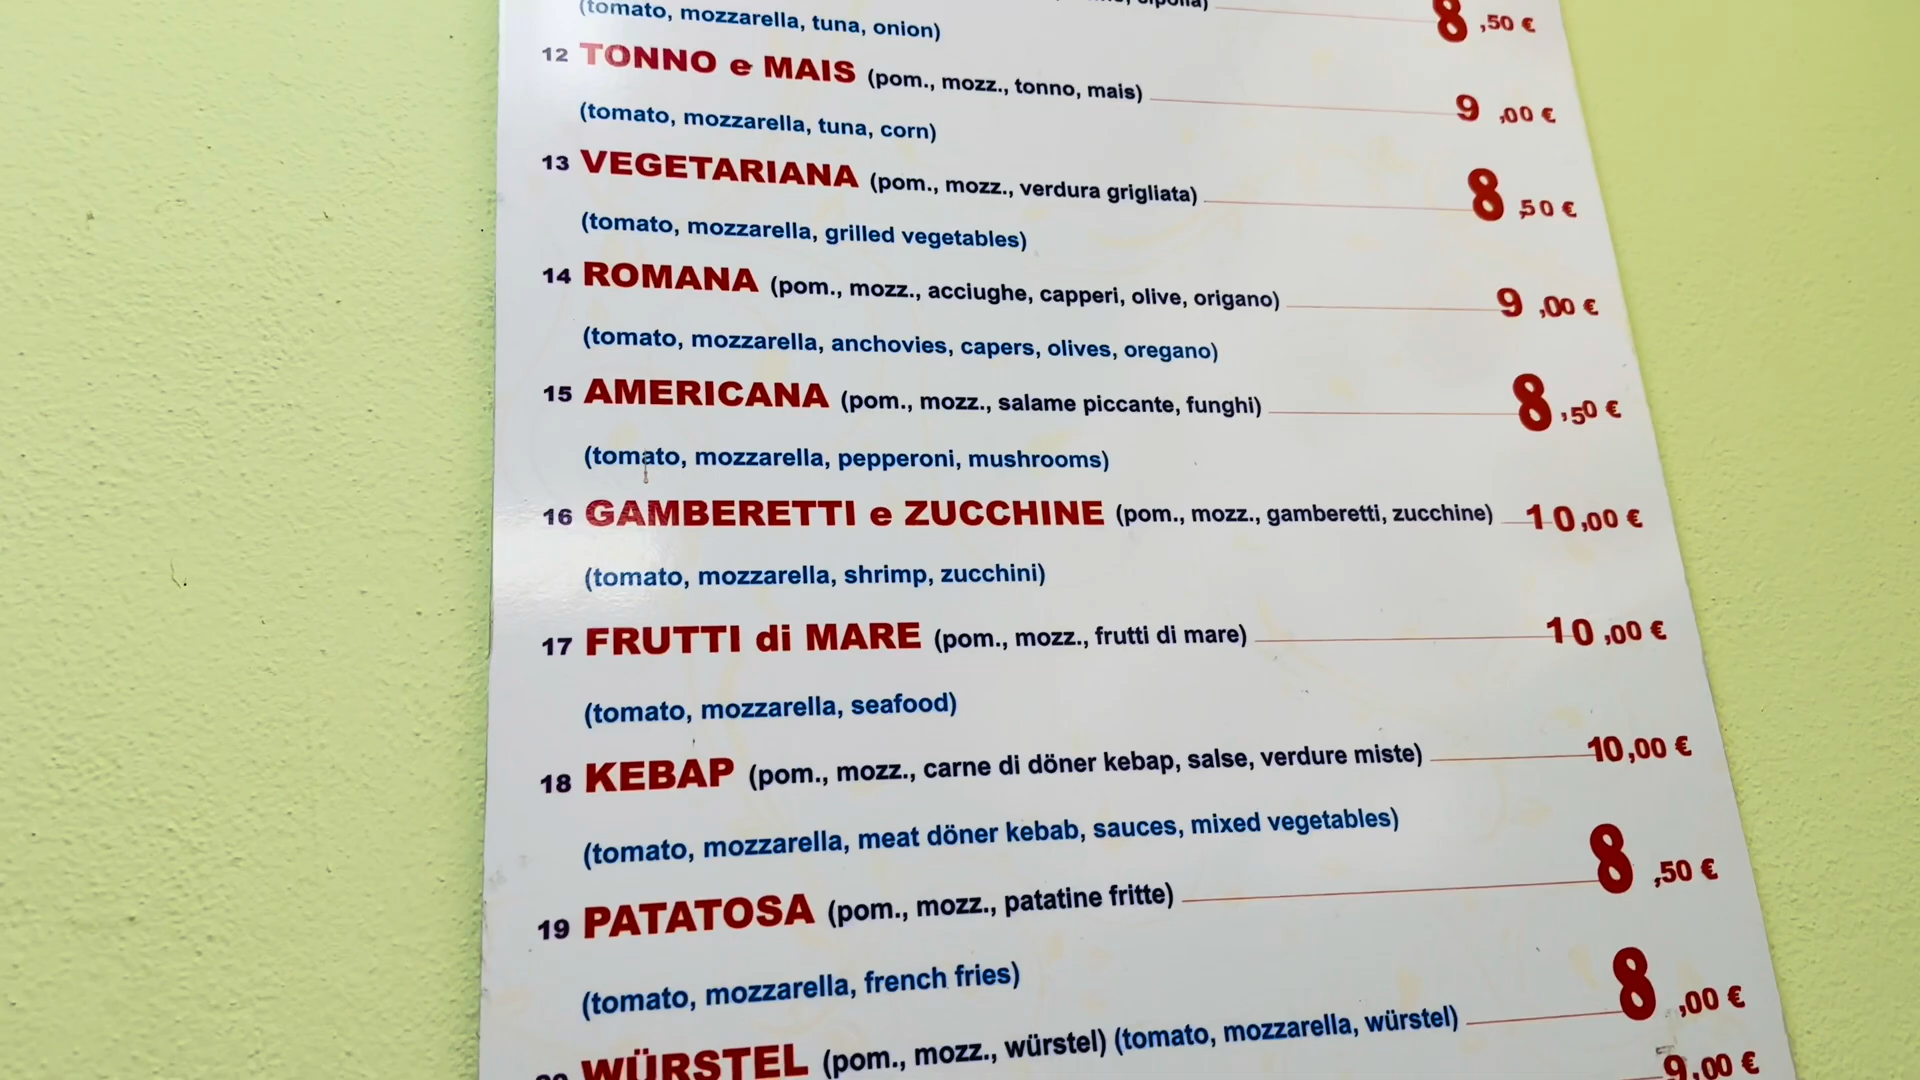 (tomato, mozzarella, tuna, onion) 8,50 €
12 TONNO e MAIS (pom., mozz., tonno, mais) 9,00 €
(tomato, mozzarella, tuna, corn)
13 VEGETARIANA (pom., mozz., verdura grigliata) 8,50 €
(tomato, mozzarella, grilled vegetables)
14 ROMANA (pom., mozz., acciughe, capperi, olive, origano) 9,00 €
(tomato, mozzarella, anchovies, capers, olives, oregano)
15 AMERICANA (pom., mozz., salame piccante, funghi) 8,50 €
(tomato, mozzarella, pepperoni, mushrooms)
16 GAMBERETTI e ZUCCHINE (pom., mozz., gamberetti, zucchine) 10,00 €
(tomato, mozzarella, shrimp, zucchini)
17 FRUTTI di MARE (pom., mozz., frutti di mare) 10,00 €
(tomato, mozzarella, seafood)
18 KEBAP (pom., mozz., carne di döner kebap, salse, verdure miste) 10,00 €
(tomato, mozzarella, meat döner kebab, sauces, mixed vegetables)
19 PATATOSA (pom., mozz., patatine fritte) 8,50 €
(tomato, mozzarella, french fries)
WÜRSTEL (pom., mozz., würstel) (tomato, mozzarella, würstel) 8,00 €
9,00 €